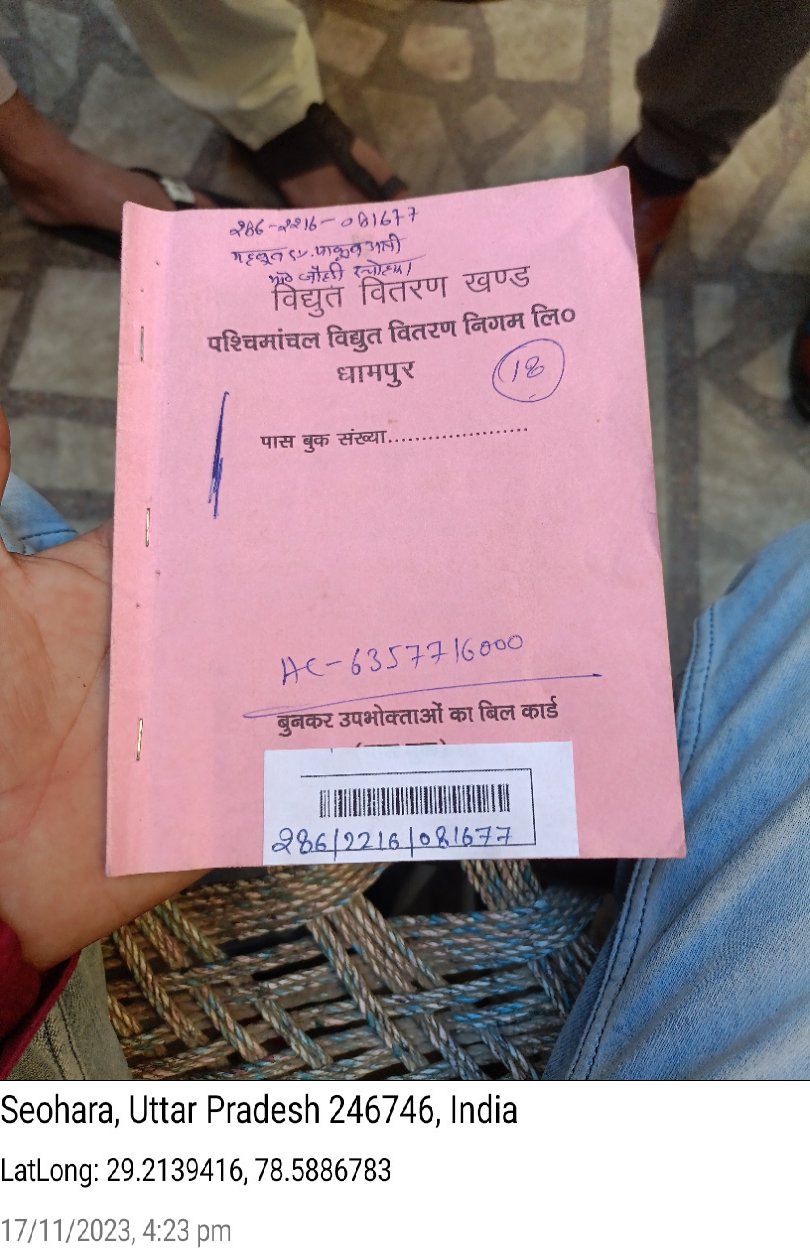 286-2216-081677
विद्युत वितरण खण्ड
पश्चिमांचल विद्युत वितरण निगम लि०
धामपुर
18
पास बुक संख्या.....................
AC-6357716000
बुनकर उपभोक्ताओं का बिल कार्ड
286/2216/081677
Seohara, Uttar Pradesh 246746, India
LatLong: 29.2139416, 78.5886783
17/11/2023, 4:23 pm